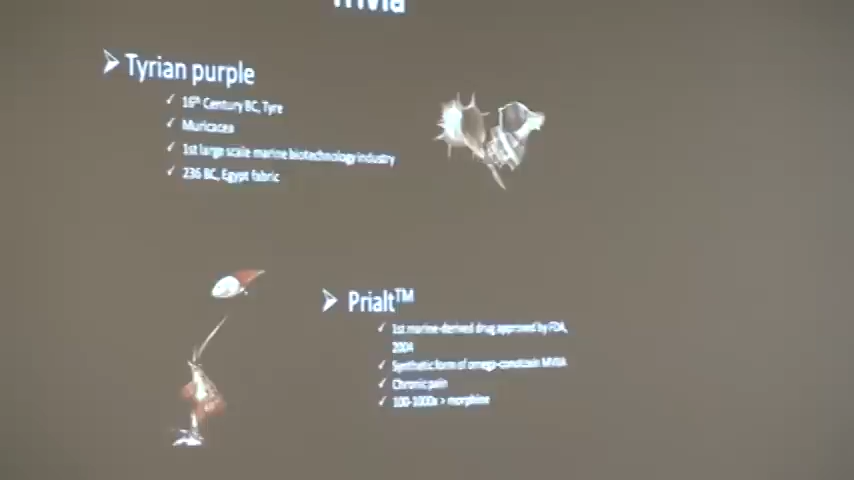 Trivia
Tyrian purple
16th Century BC, Tyre
Muricacea
1st large scale marine biotechnology industry
236 BC, Egypt fabric
Prialt™
1st marine-derived drug approved by FDA,
2004
Synthetic form of omega-conotoxin MVIIA
Chronic pain
100-1000x > morphine